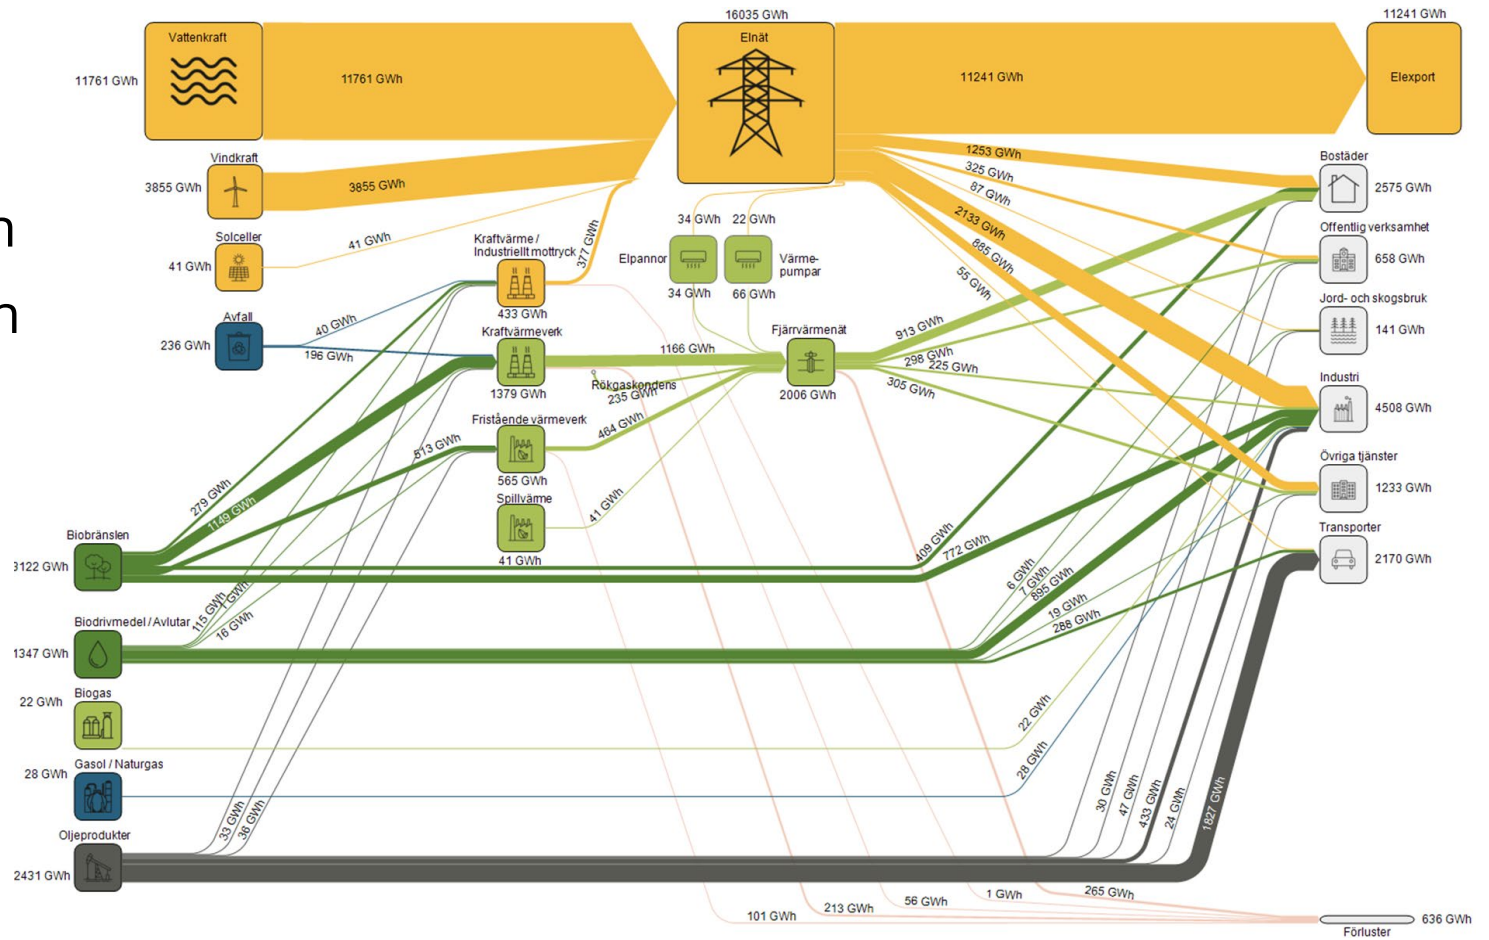 16035 GWh
11241 GWh
Vattenkraft
Elnät
11761 GWh
11761 GWh
11241 GWh
Elexport
Vindkraft
3855 GWh
3855 GWh
1253 GWh
325 GWh
87 GWh
2133 GWh
885 GWh
55 GWh
Bostäder
2575 GWh
h
Solceller
41 GWh
41 GWh
Kraftvärme /
Industriellt mottryck
377 GWh
433 GWh
34 GWh
22 GWh
Elpannor
Värme-
pumpar
34 GWh
66 GWh
Offentlig verksamhet
658 GWh
h
Avfall
236 GWh
40 GWh
196 GWh
Kraftvärmeverk
1379 GWh
1166 GWh
Rökgaskondens
235 GWh
Fjärrvärmenät
2006 GWh
913 GWh
298 GWh
225 GWh
305 GWh
Jord- och skogsbruk
141 GWh
Industri
4508 GWh
Fristående värmeverk
513 GWh
464 GWh
565 GWh
Övriga tjänster
1233 GWh
Spillvärme
41 GWh
41 GWh
Transporter
2170 GWh
Biobränslen
3122 GWh
279 GWh
1149 GWh
409 GWh
772 GWh
Biodrivmedel / Avlutar
1347 GWh
115 GWh
1 GWh
16 GWh
6 GWh
7 GWh
895 GWh
19 GWh
288 GWh
Biogas
22 GWh
22 GWh
Gasol / Naturgas
28 GWh
28 GWh
Oljeprodukter
2431 GWh
33 GWh
36 GWh
30 GWh
47 GWh
433 GWh
24 GWh
1827 GWh
101 GWh
213 GWh
56 GWh
1 GWh
265 GWh
636 GWh
Förluster